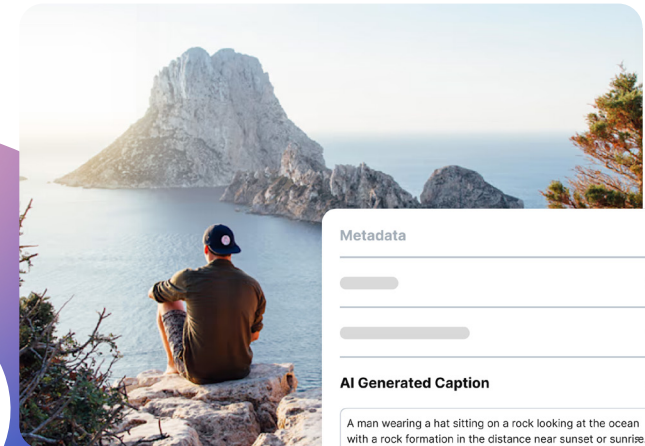 Metadata
AI Generated Caption
A man wearing a hat sitting on a rock looking at the ocean
with a rock formation in the distance near sunset or sunrise